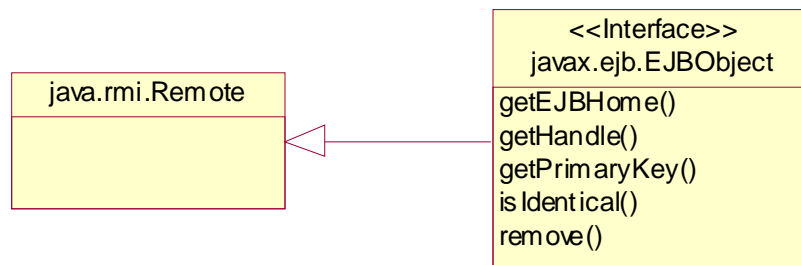 java.rmi.Remote
<<Interface>>
javax.ejb.EJBObject
getEJBHome()
getHandle()
getPrimaryKey()
isIdentical()
remove()